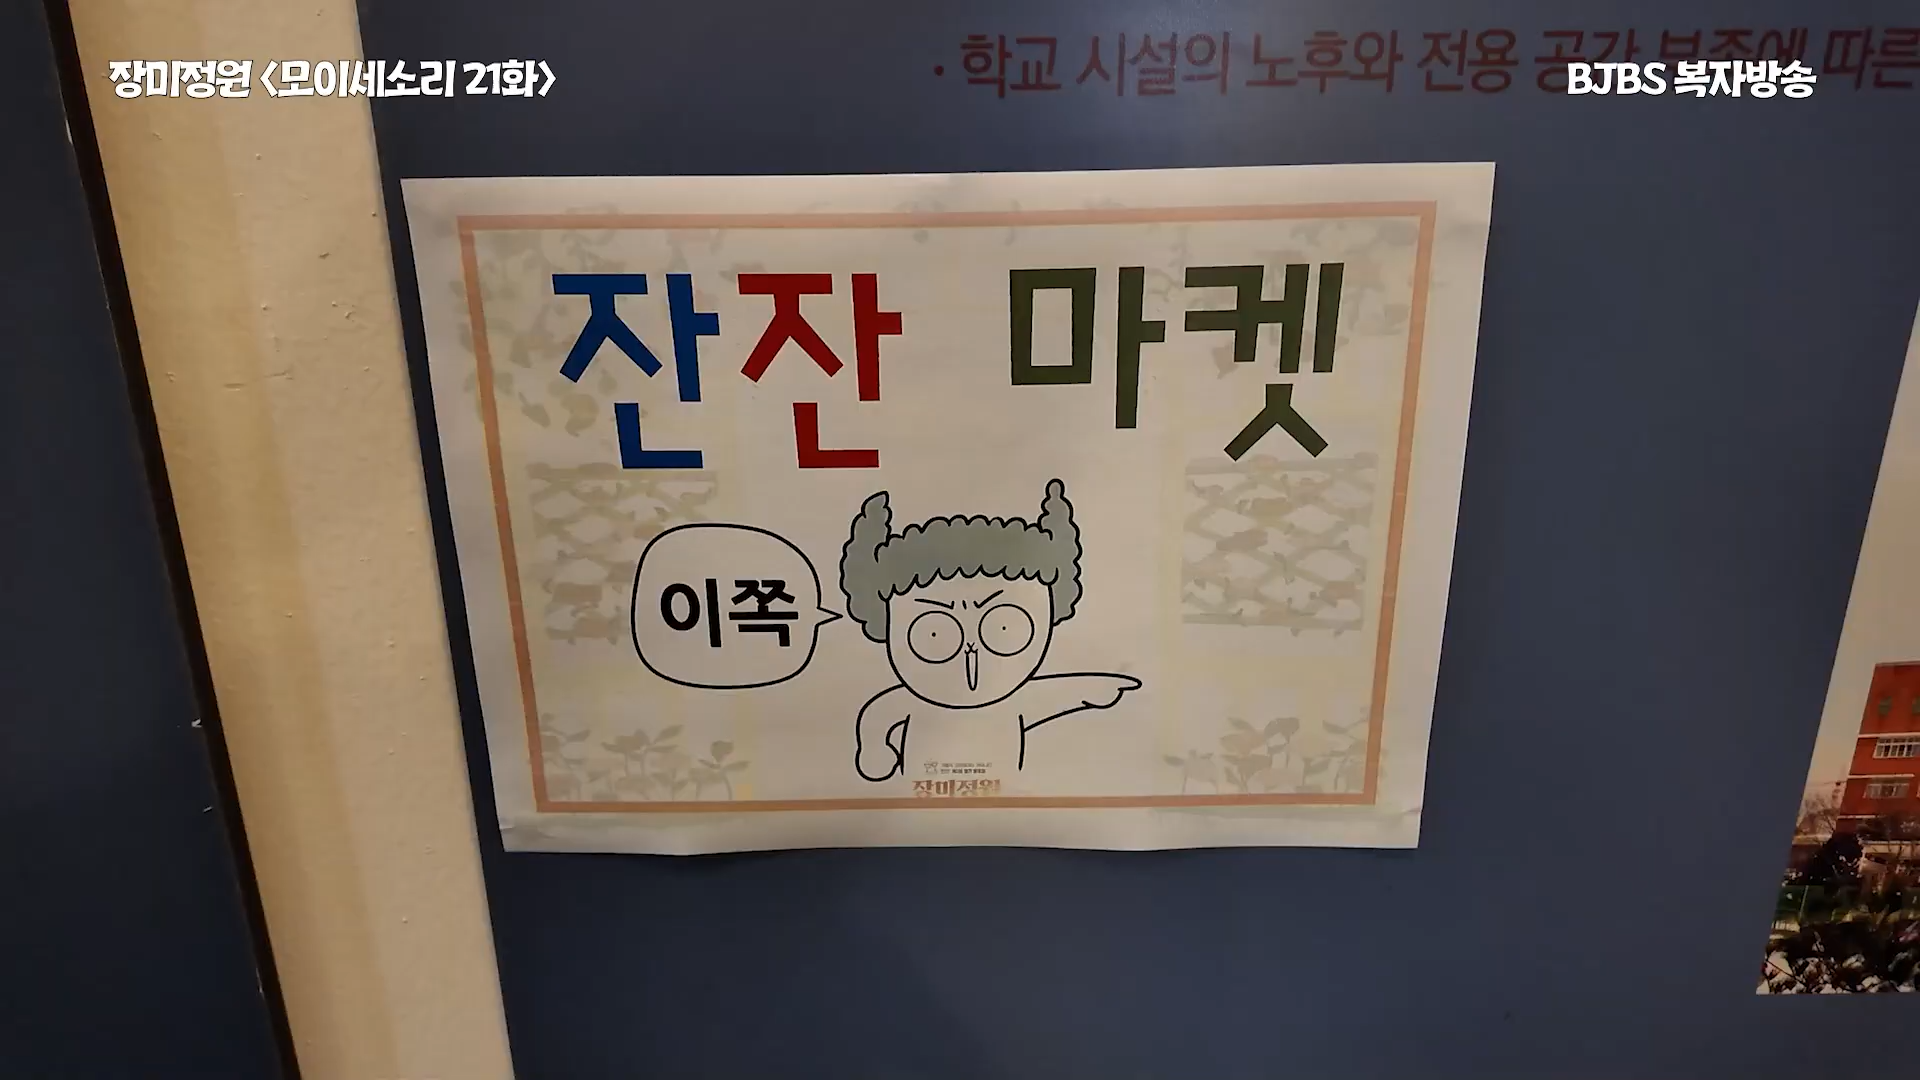 장미정원 <모이세소리 21화>
BJBS 복자방송
· 학교 시설의 노후와 전용 공간 부족에 따른
잔잔 마켓
이쪽
장미정원